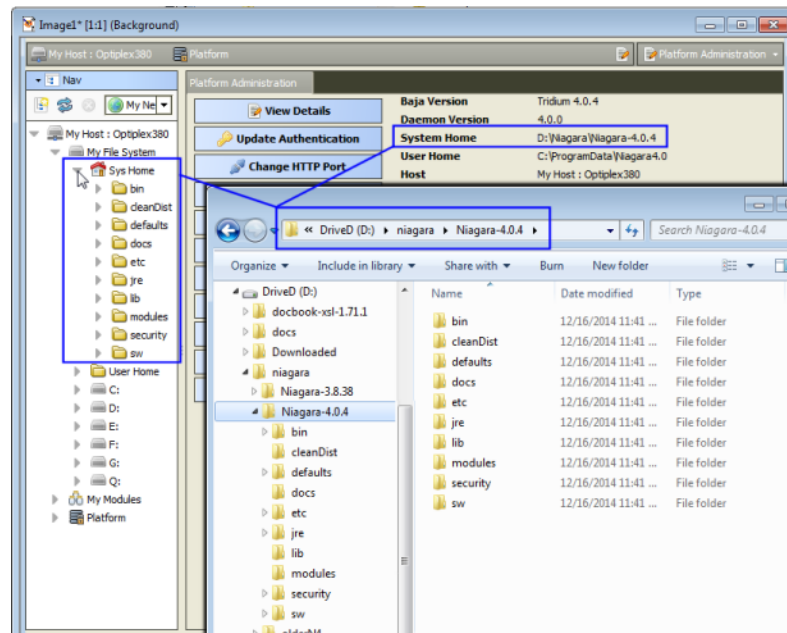 Image1* [1:1] (Background)
My Host : Optiplex380
Platform
Platform Administration
Nav
My Ne
My Host : Optiplex380
My File System
Sys Home
bin
cleanDist
defaults
docs
etc
jre
lib
modules
security
sw
User Home
C:
D:
E:
F:
G:
Q:
My Modules
Platform
Platform Administration
View Details
Update Authentication
Change HTTP Port
Baja Version Tridium 4.0.4
Daemon Version 4.0.0
System Home D:\Niagara\Niagara-4.0.4
User Home C:\ProgramData\Niagara4.0
Host My Host : Optiplex380
« DriveD (D:) niagara Niagara-4.0.4
Search Niagara-4.0.4
Organize Include in library Share with Burn New folder
DriveD (D:)
docbook-xsl-1.71.1
docs
Downloaded
niagara
Niagara-3.8.38
Niagara-4.0.4
bin
cleanDist
defaults
docs
etc
jre
lib
modules
security
sw
Name Date modified Type
bin 12/16/2014 11:41 ... File folder
cleanDist 12/16/2014 11:41 ... File folder
defaults 12/16/2014 11:41 ... File folder
docs 12/16/2014 11:41 ... File folder
etc 12/16/2014 11:41 ... File folder
jre 12/16/2014 11:41 ... File folder
lib 12/16/2014 11:41 ... File folder
modules 12/16/2014 11:41 ... File folder
security 12/16/2014 11:41 ... File folder
sw 12/16/2014 11:41 ... File folder